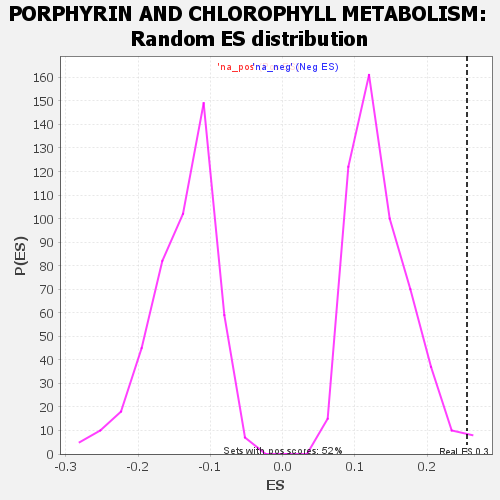 PORPHYRIN AND CHLOROPHYLL METABOLISM:
Random ES distribution
'na_pos 'na_neg' (Neg ES)
160
150
140
130
120
110
100
90
80
70
60
50
40
30
20
10
0
P(ES)
Sets with pos scores: 52%
Real ES 0.3
-0.3 -0.2 -0.1 0.0 0.1 0.2
ES